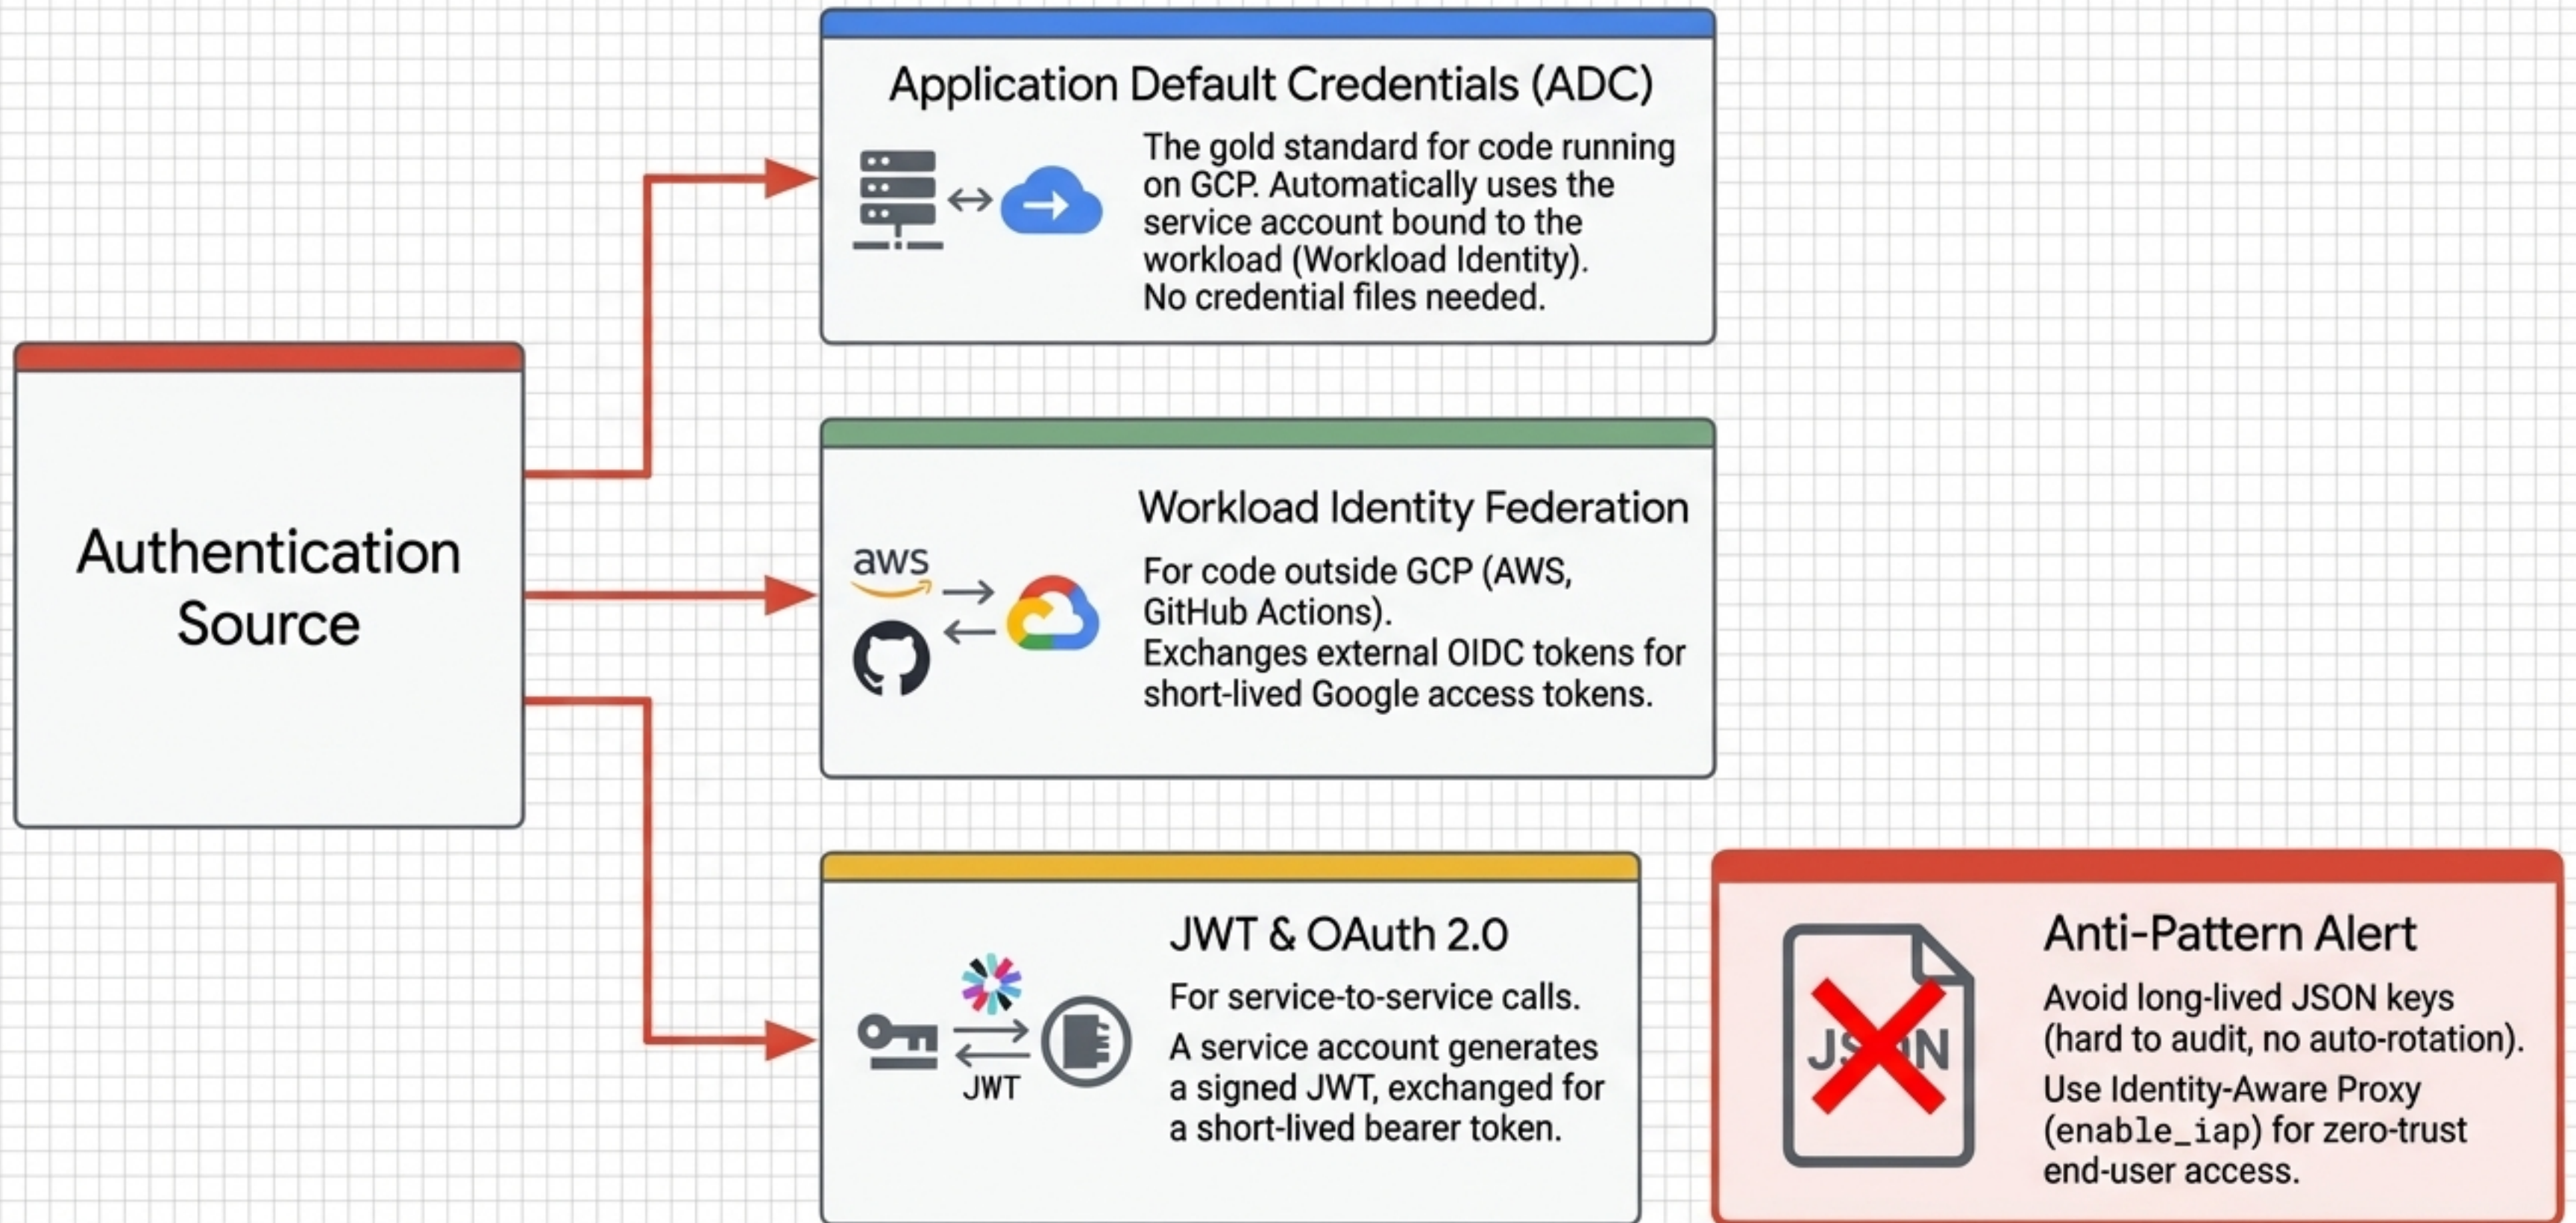 Application Default Credentials (ADC)
The gold standard for code running
on GCP. Automatically uses the
service account bound to the
workload (Workload Identity).
No credential files needed.
Authentication
Source
Workload Identity Federation
aws
For code outside GCP (AWS,
GitHub Actions).
Exchanges external OIDC tokens for
short-lived Google access tokens.
JWT & OAuth 2.0
For service-to-service calls.
A service account generates
a signed JWT, exchanged for
a short-lived bearer token.
JWT
Anti-Pattern Alert
JSON
Avoid long-lived JSON keys
(hard to audit, no auto-rotation).
Use Identity-Aware Proxy
(enable_iap) for zero-trust
end-user access.